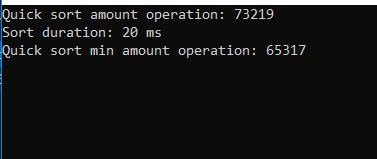 Quick sort amount operation: 73219
Sort duration: 20 ms
Quick sort min amount operation: 65317